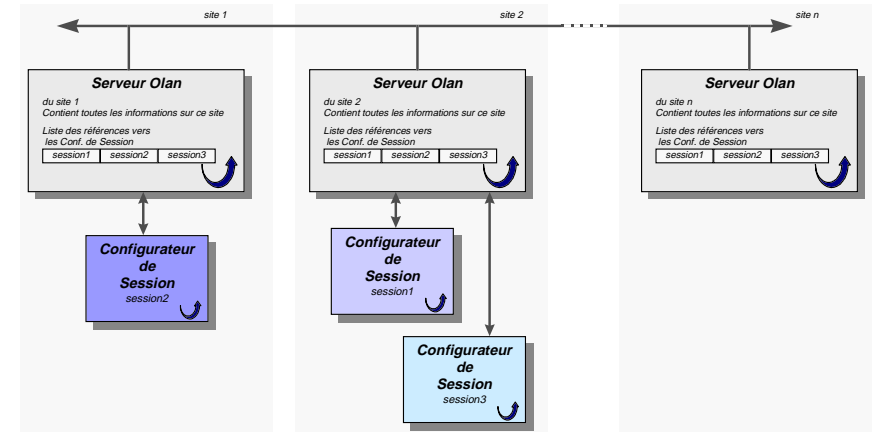 site 1
site 2
site n
Serveur Olan
du site 1
Contient toutes les informations sur ce site
Liste des références vers
les Conf. de Session
session1 session2 session3
Serveur Olan
du site 2
Contient toutes les informations sur ce site
Liste des références vers
les Conf. de Session
session1 session2 session3
Serveur Olan
du site n
Contient toutes les informations sur ce site
Liste des références vers
les Conf. de Session
session1 session2 session3
Configurateur
de
Session
session2
Configurateur
de
Session
session1
Configurateur
de
Session
session3